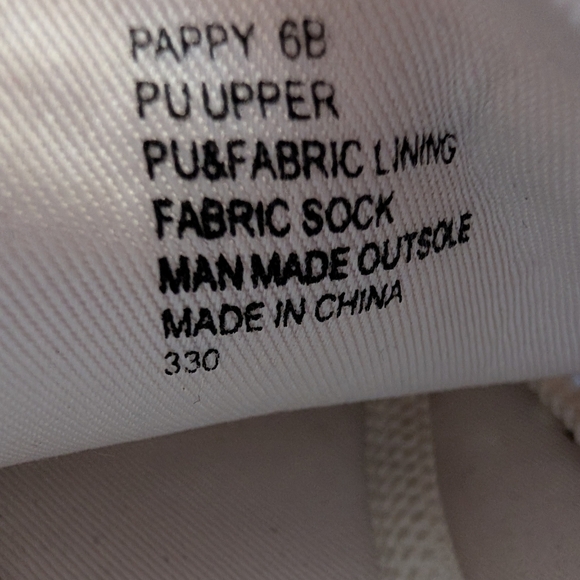 PAPPY 6B
PU UPPER
PU&FABRIC LINING
FABRIC SOCK
MAN MADE OUTSOLE
MADE IN CHINA
330